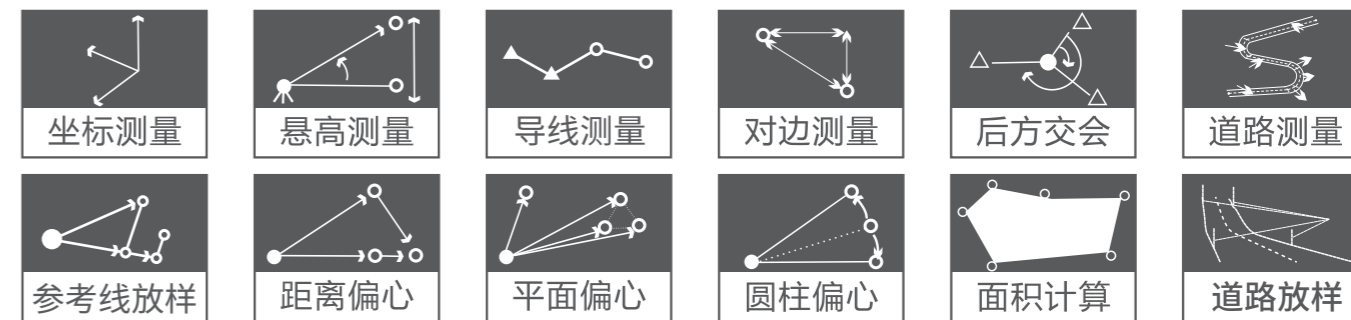 坐标测量
悬高测量
导线测量
对边测量
后方交会
道路测量
参考线放样
距离偏心
平面偏心
圆柱偏心
面积计算
道路放样